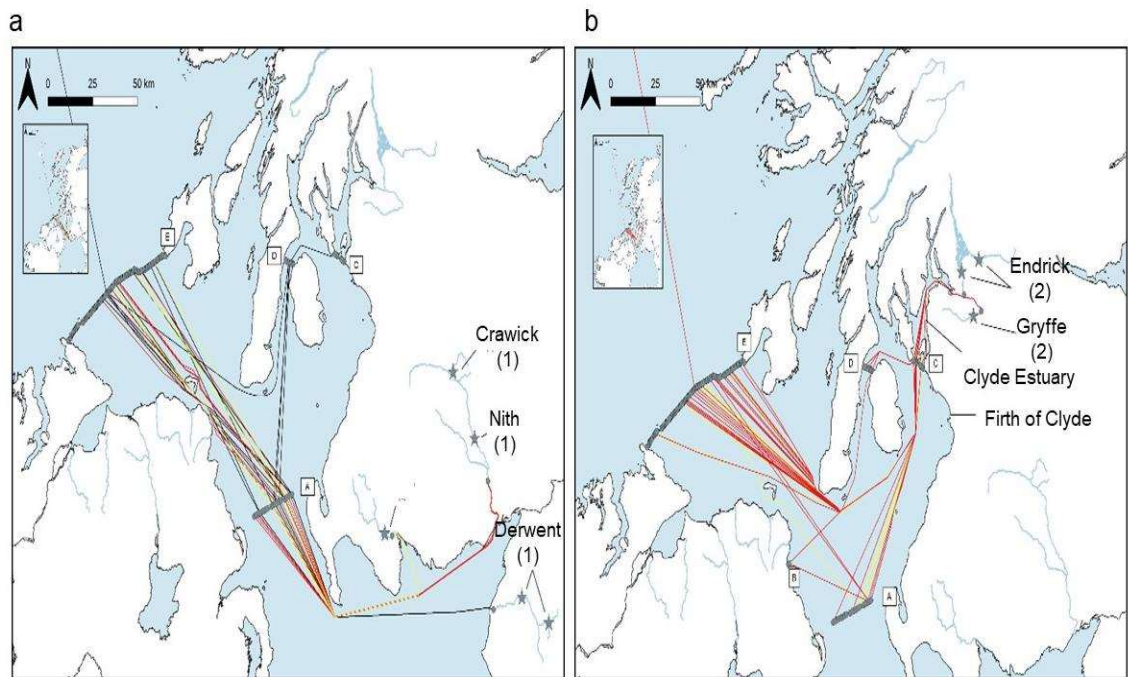 a
b
N
0 25 50 km
E
D
C
Crawick
(1)
Nith
(1)
A
Derwent
(1)
N
0 25 50 km
Endrick
(2)
Gryffe
(2)
E
D
C
Clyde Estuary
Firth of Clyde
B
A